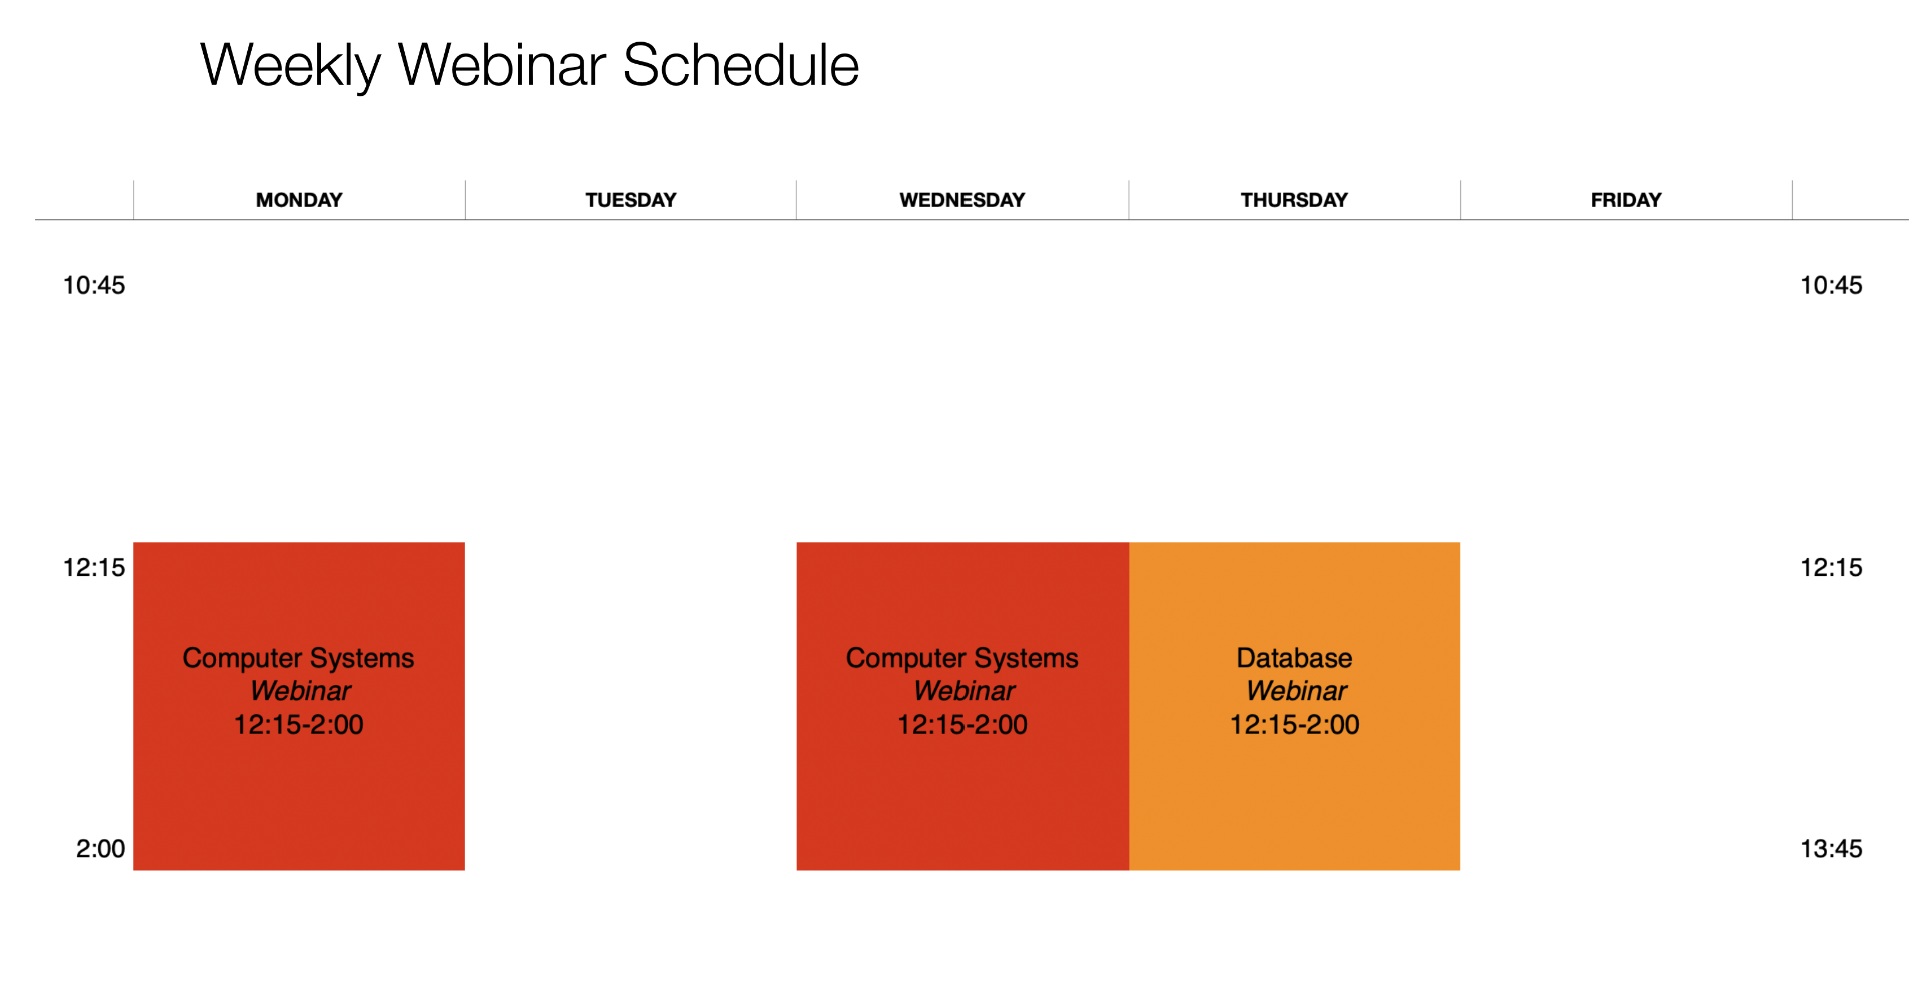 Weekly Webinar Schedule
MONDAY TUESDAY WEDNESDAY THURSDAY FRIDAY
10:45 10:45
12:15 12:15
Computer Systems
Webinar
12:15-2:00
Computer Systems
Webinar
12:15-2:00
Database
Webinar
12:15-2:00
2:00 13:45